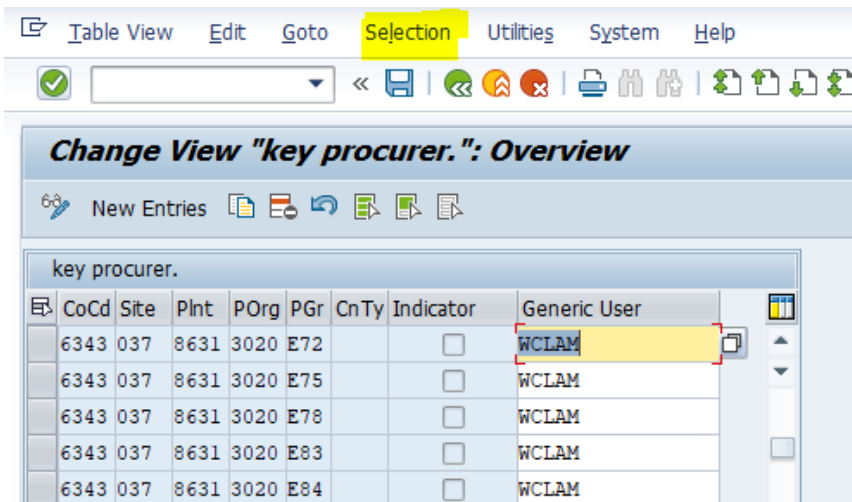 Table View Edit Goto Selection Utilities System Help
Change View "key procurer.": Overview
New Entries
key procurer.
CoCd Site Plnt POrg PGr CnTy Indicator Generic User
6343 037 8631 3020 E72 WCLAM
6343 037 8631 3020 E75 WCLAM
6343 037 8631 3020 E78 WCLAM
6343 037 8631 3020 E83 WCLAM
6343 037 8631 3020 E84 WCLAM